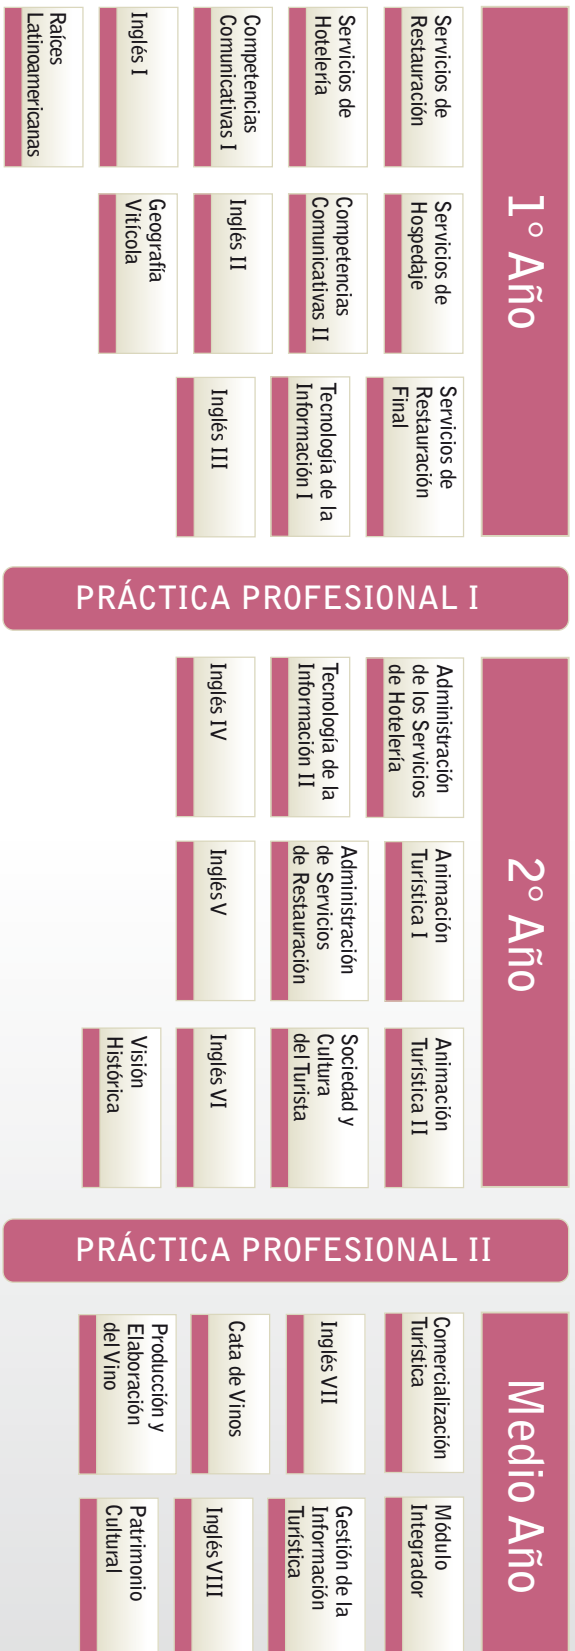 1° Año
Servicios de
Restauración
Servicios de
Hotelería
Competencias
Comunicativas I
Inglés I
Raíces
Latinoamericanas
Servicios de
Hospedaje
Competencias
Comunicativas II
Inglés II
Geografía
Vitícola
Servicios de
Restauración
Final
Tecnología de la
Información I
Inglés III
PRÁCTICA PROFESIONAL I
2° Año
Administración
de los Servicios
de Hotelería
Tecnología de la
Información II
Inglés IV
Animación
Turística I
Administración
de Servicios
de Restauración
Inglés V
Animación
Turística II
Sociedad y
Cultura
del Turista
Inglés VI
Visión
Histórica
PRÁCTICA PROFESIONAL II
Medio Año
Comercialización
Turística
Inglés VII
Cata de Vinos
Producción y
Elaboración
del Vino
Módulo
Integrador
Gestión de la
Información
Turística
Inglés VIII
Patrimonio
Cultural